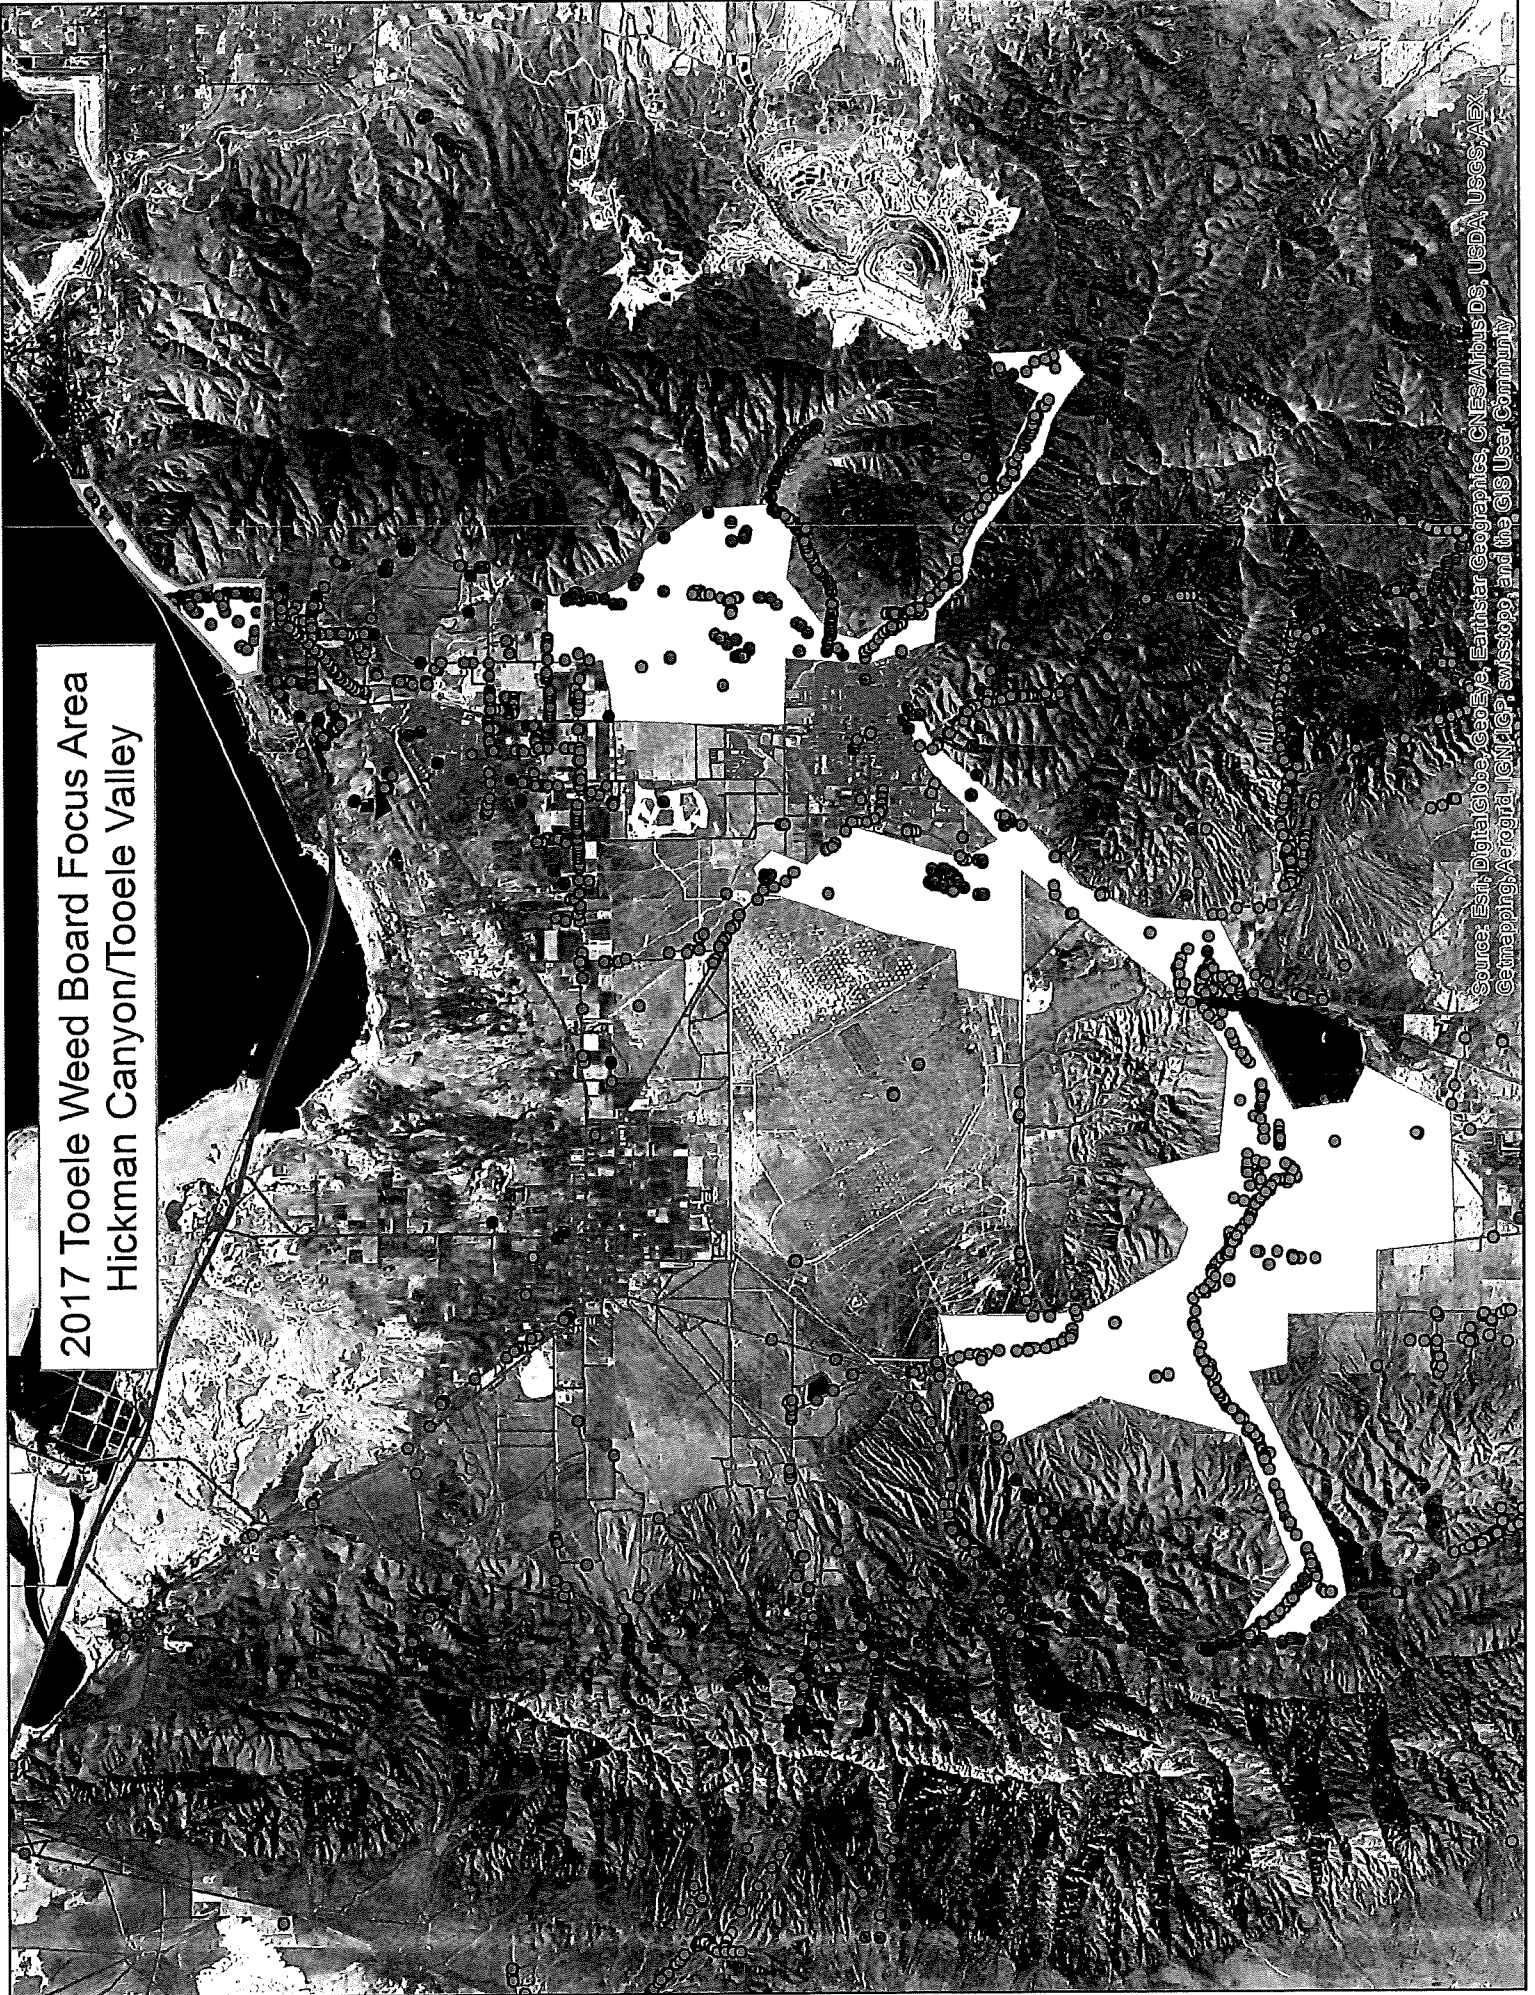 2017 Tooele Weed Board Focus Area
Hickman Canyon/Tooele Valley
Source: Esri, DigitalGlobe, GeoEye, Earthstar Geographics, CNES/Airbus DS, USDA, USGS, AEX,
Getmapping, Aerogrid, IGN, IGP, swisstopo, and the GIS User Community